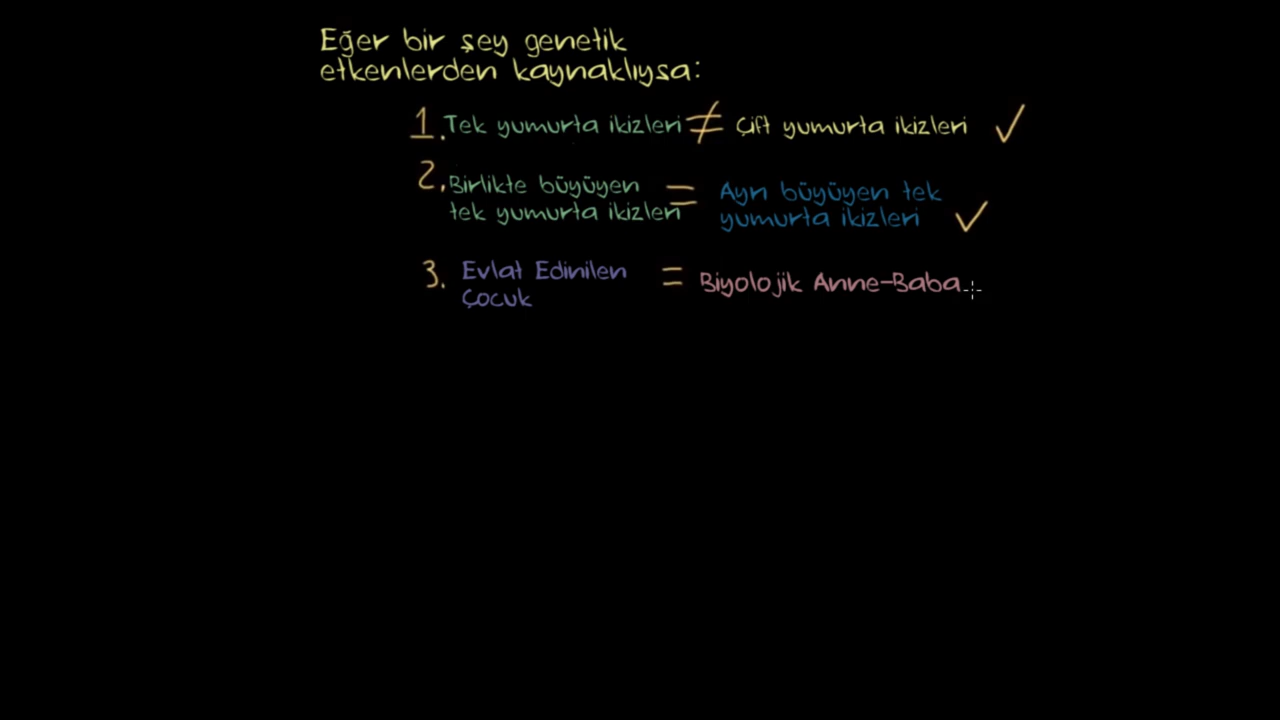 Eğer bir şey genetik
etkenlerden kaynaklıysa:
1. Tek yumurta ikizleri ≠ Çift yumurta ikizleri ✓
2. Birlikte büyüyen = Ayrı büyüyen tek
tek yumurta ikizleri yumurta ikizleri ✓
3. Evlat Edinilen = Biyolojik Anne-Baba
Çocuk